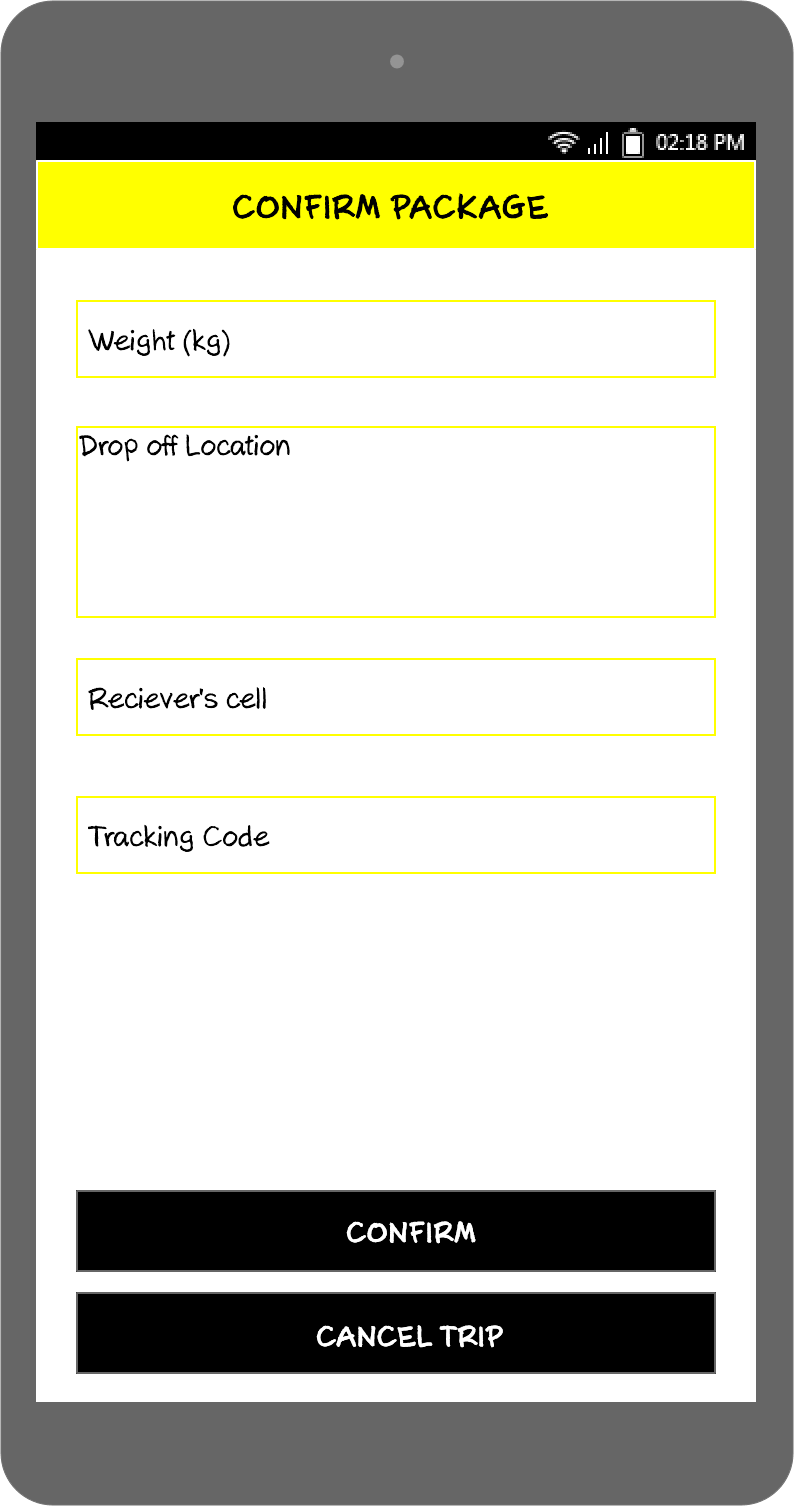 02:18 PM
CONFIRM PACKAGE
Weight (kg)
Drop off Location
Reciever's cell
Tracking Code
CONFIRM
CANCEL TRIP